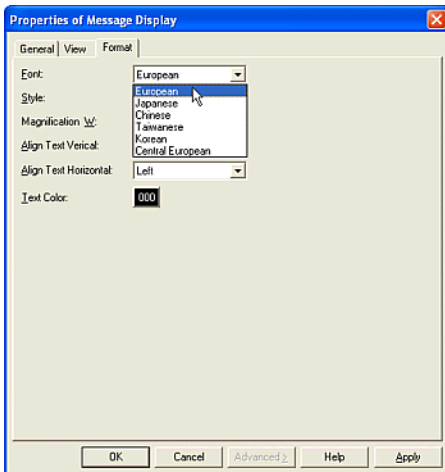 Properties of Message Display
General View Format
Font: European
European
Style:
Japanese
Chinese
Magnification W:
Taiwanese
Korean
Align Text Verical:
Central European
Align Text Horizontal: Left
Text Color: 000
OK Cancel Advanced > Help Apply